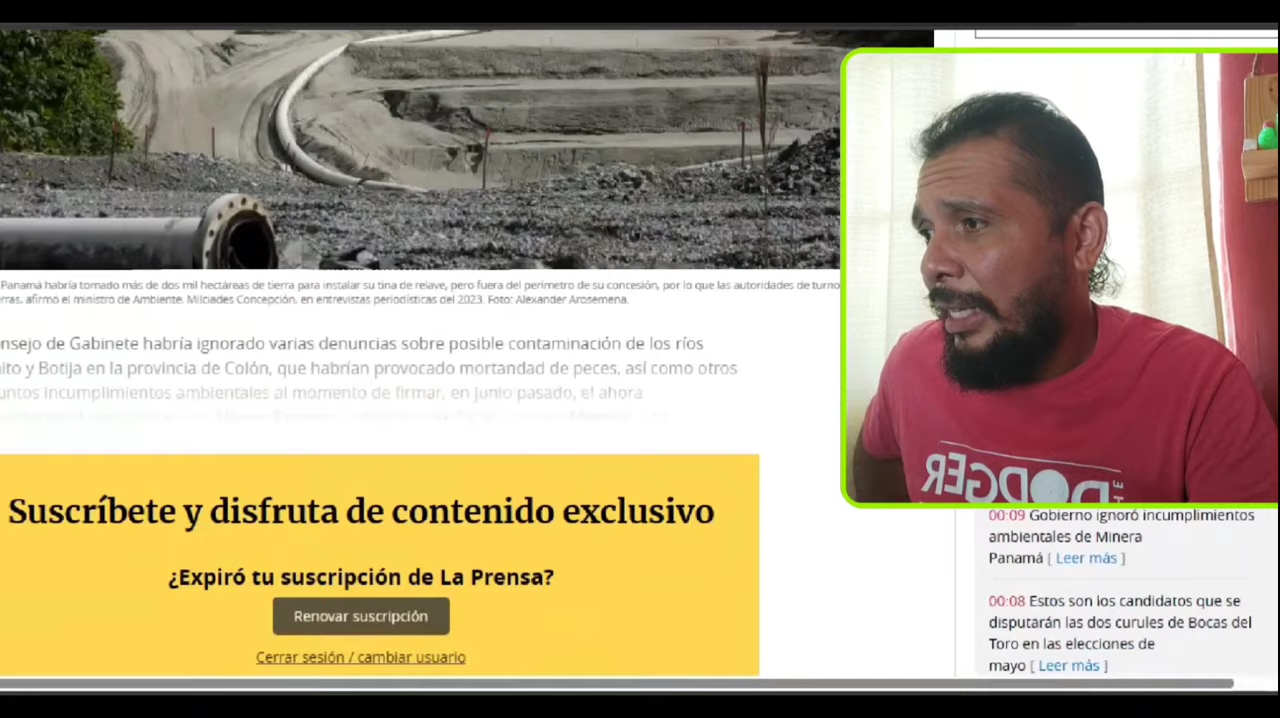 Panamá habría tomado más de dos mil hectáreas de tierra para instalar su tina de relave, pero fuera del perímetro de su concesión, por lo que las autoridades de turno
rras, afirmó el ministro de Ambiente, Milciades Concepción, en entrevistas periodísticas del 2023. Foto: Alexander Arosemena.
nsejo de Gabinete habría ignorado varias denuncias sobre posible contaminación de los ríos
ito y Botija en la provincia de Colón, que habrían provocado mortandad de peces, así como otros
untos incumplimientos ambientales al momento de firmar, en junio pasado, el ahora
Suscríbete y disfruta de contenido exclusivo
¿Expiró tu suscripción de La Prensa?
Renovar suscripción
Cerrar sesión / cambiar usuario
THE DODGER
00:09 Gobierno ignoró incumplimientos
ambientales de Minera
Panamá [ Leer más ]
00:08 Estos son los candidatos que se
disputarán las dos curules de Bocas del
Toro en las elecciones de
mayo [ Leer más ]